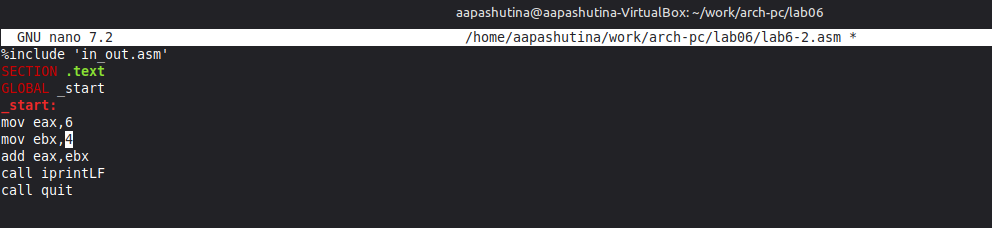 aapashutina@aapashutina-VirtualBox: ~/work/arch-pc/lab06
GNU nano 7.2 /home/aapashutina/work/arch-pc/lab06/lab6-2.asm *
%include 'in_out.asm'
SECTION .text
GLOBAL _start
_start:
mov eax,6
mov ebx,4
add eax,ebx
call iprintLF
call quit